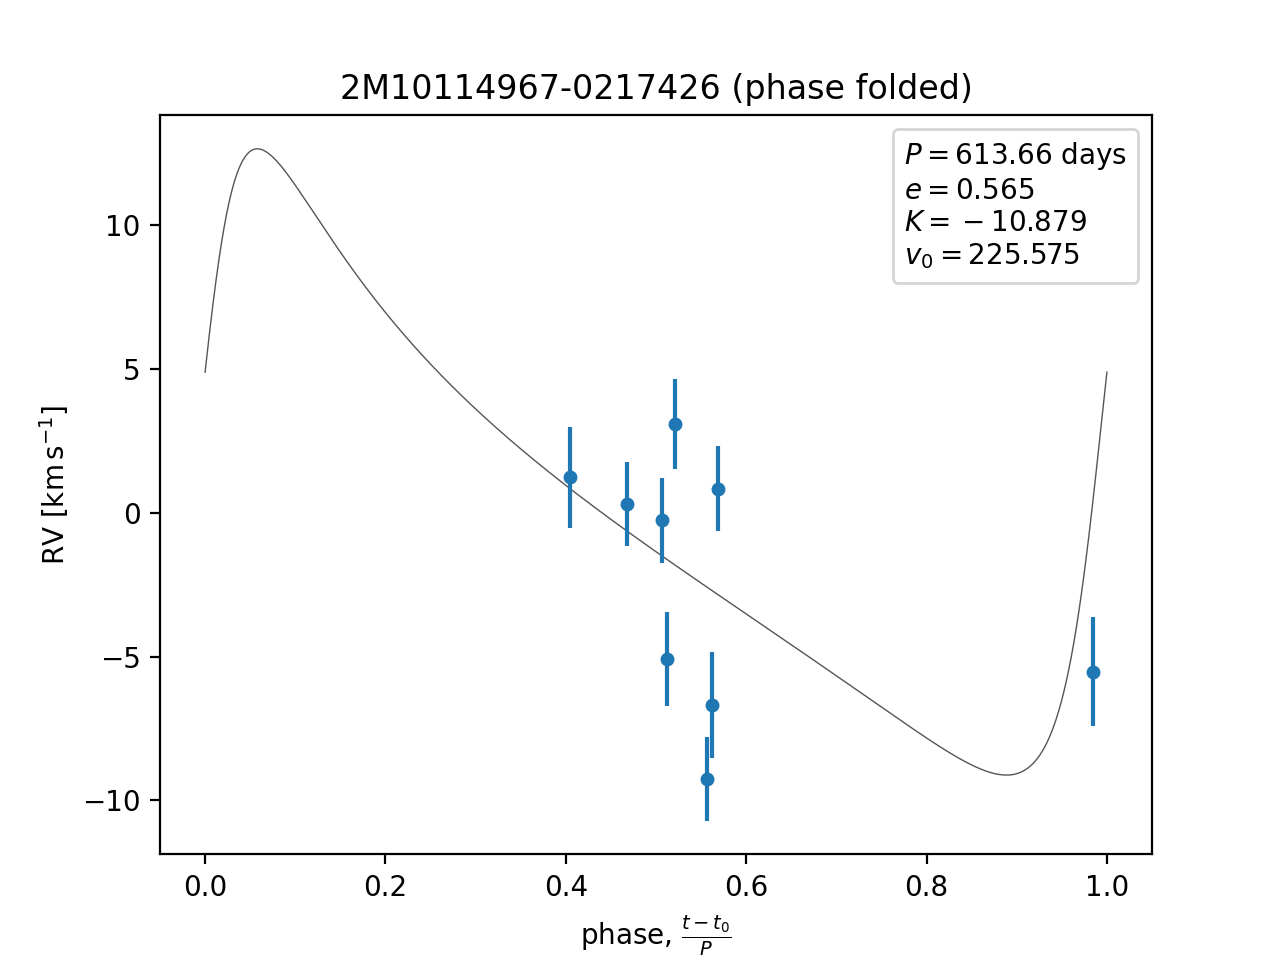 2M10114967-0217426 (phase folded)
P = 613.66 days
e = 0.565
K = −10.879
v₀ = 225.575
RV [km s⁻¹]
10
5
0
−5
−10
0.0 0.2 0.4 0.6 0.8 1.0
phase, (t − t₀)/P